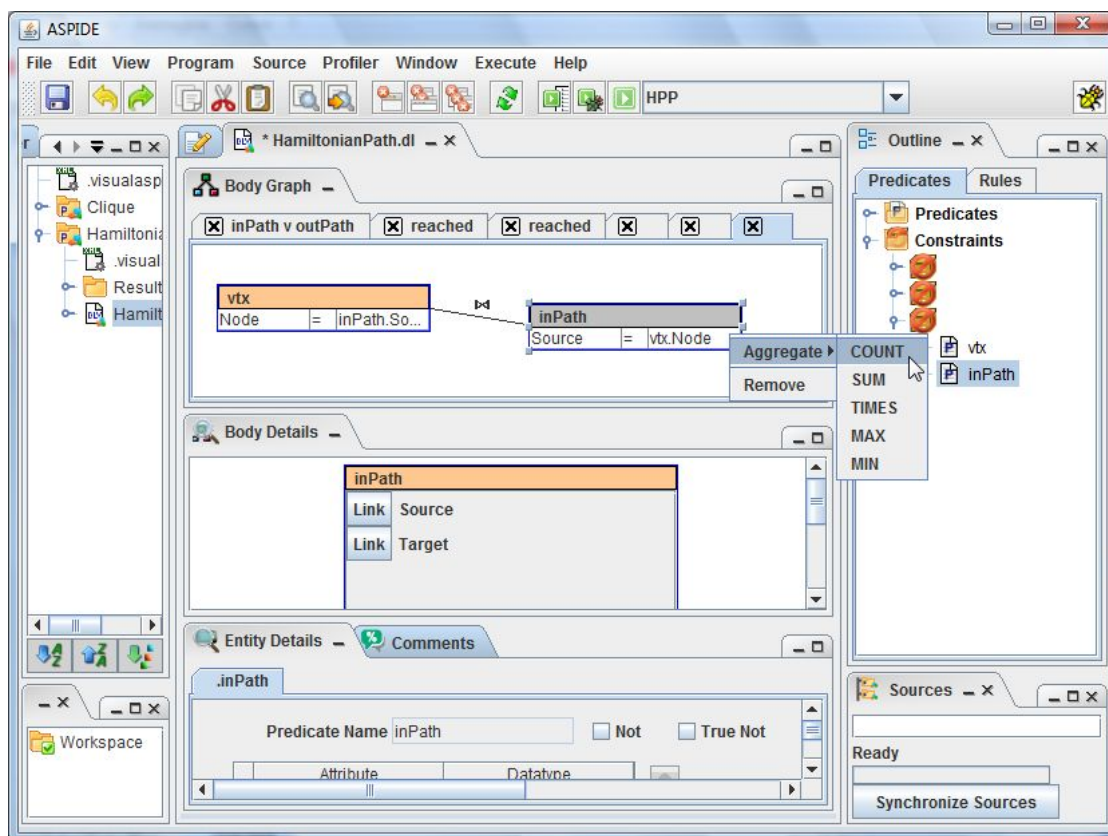 ASPIDE
File Edit View Program Source Profiler Window Execute Help
HPP
* HamiltonianPath.dl
Outline
.visualasp
Clique
Hamiltonia
.visual
Result
Hamilt
Body Graph
inPath v outPath reached reached
vtx
Node = inPath.So...
inPath
Source = vtx.Node
Aggregate
Remove
COUNT
SUM
TIMES
MAX
MIN
Predicates Rules
Predicates
Constraints
vtx
inPath
Body Details
inPath
Link Source
Link Target
Entity Details Comments
.inPath
Predicate Name inPath Not True Not
Attribute Datatype
Workspace
Sources
Ready
Synchronize Sources